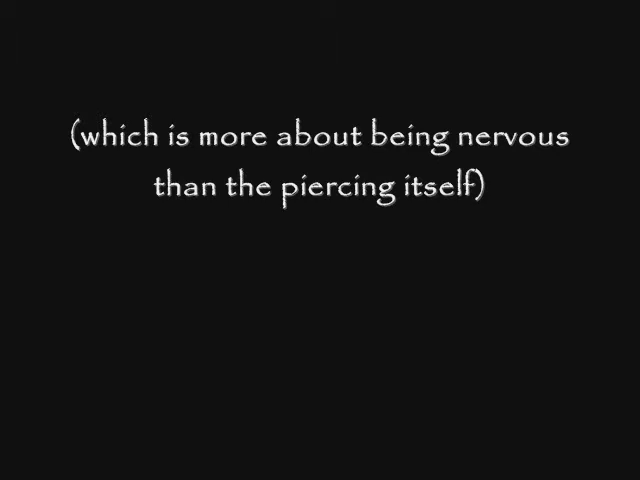 (which is more about being nervous
than the piercing itself)